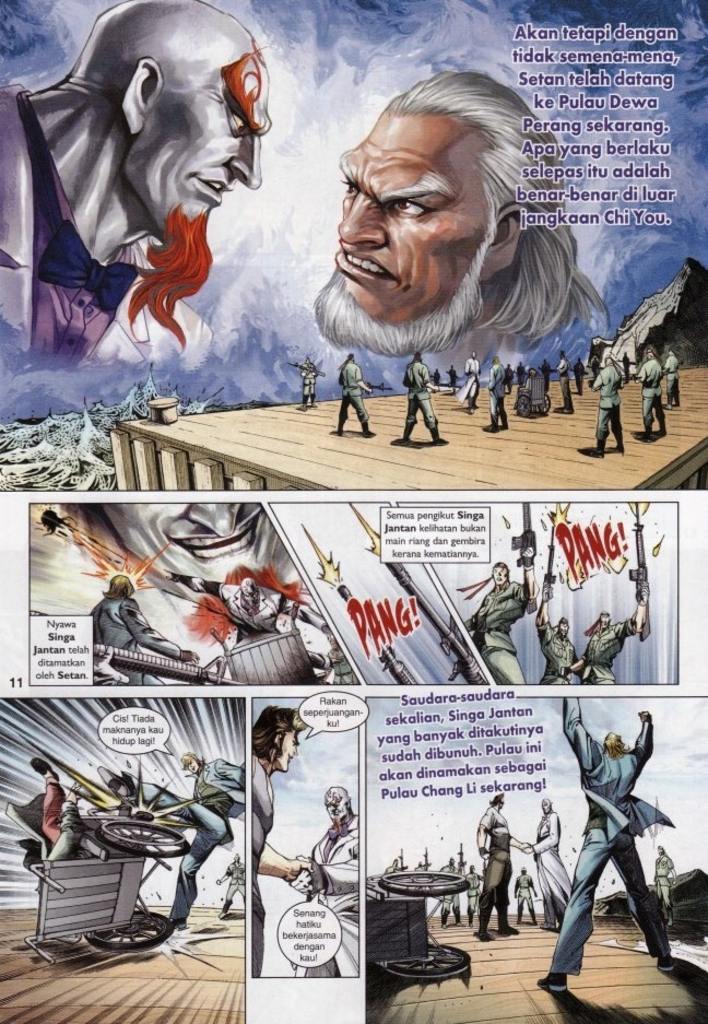 Akan tetapi dengan
tidak semena-mena,
Setan telah datang
ke Pulau Dewa
Perang sekarang.
Apa yang berlaku
selepas itu adalah
benar-benar di luar
jangkaan Chi You.
Nyawa
Singa
Jantan telah
ditamatkan
oleh Setan.
Semua pengikut Singa
Jantan kelihatan bukan
main riang dan gembira
kerana kematiannya.
PANG!
PANG!
11
Cis! Tiada
maknanya kau
hidup lagi!
Rakan
seperjuangan-
ku!
Senang
hatiku
bekerjasama
dengan
kau!
Saudara-saudara
sekalian, Singa Jantan
yang banyak ditakutinya
sudah dibunuh. Pulau ini
akan dinamakan sebagai
Pulau Chang Li sekarang!